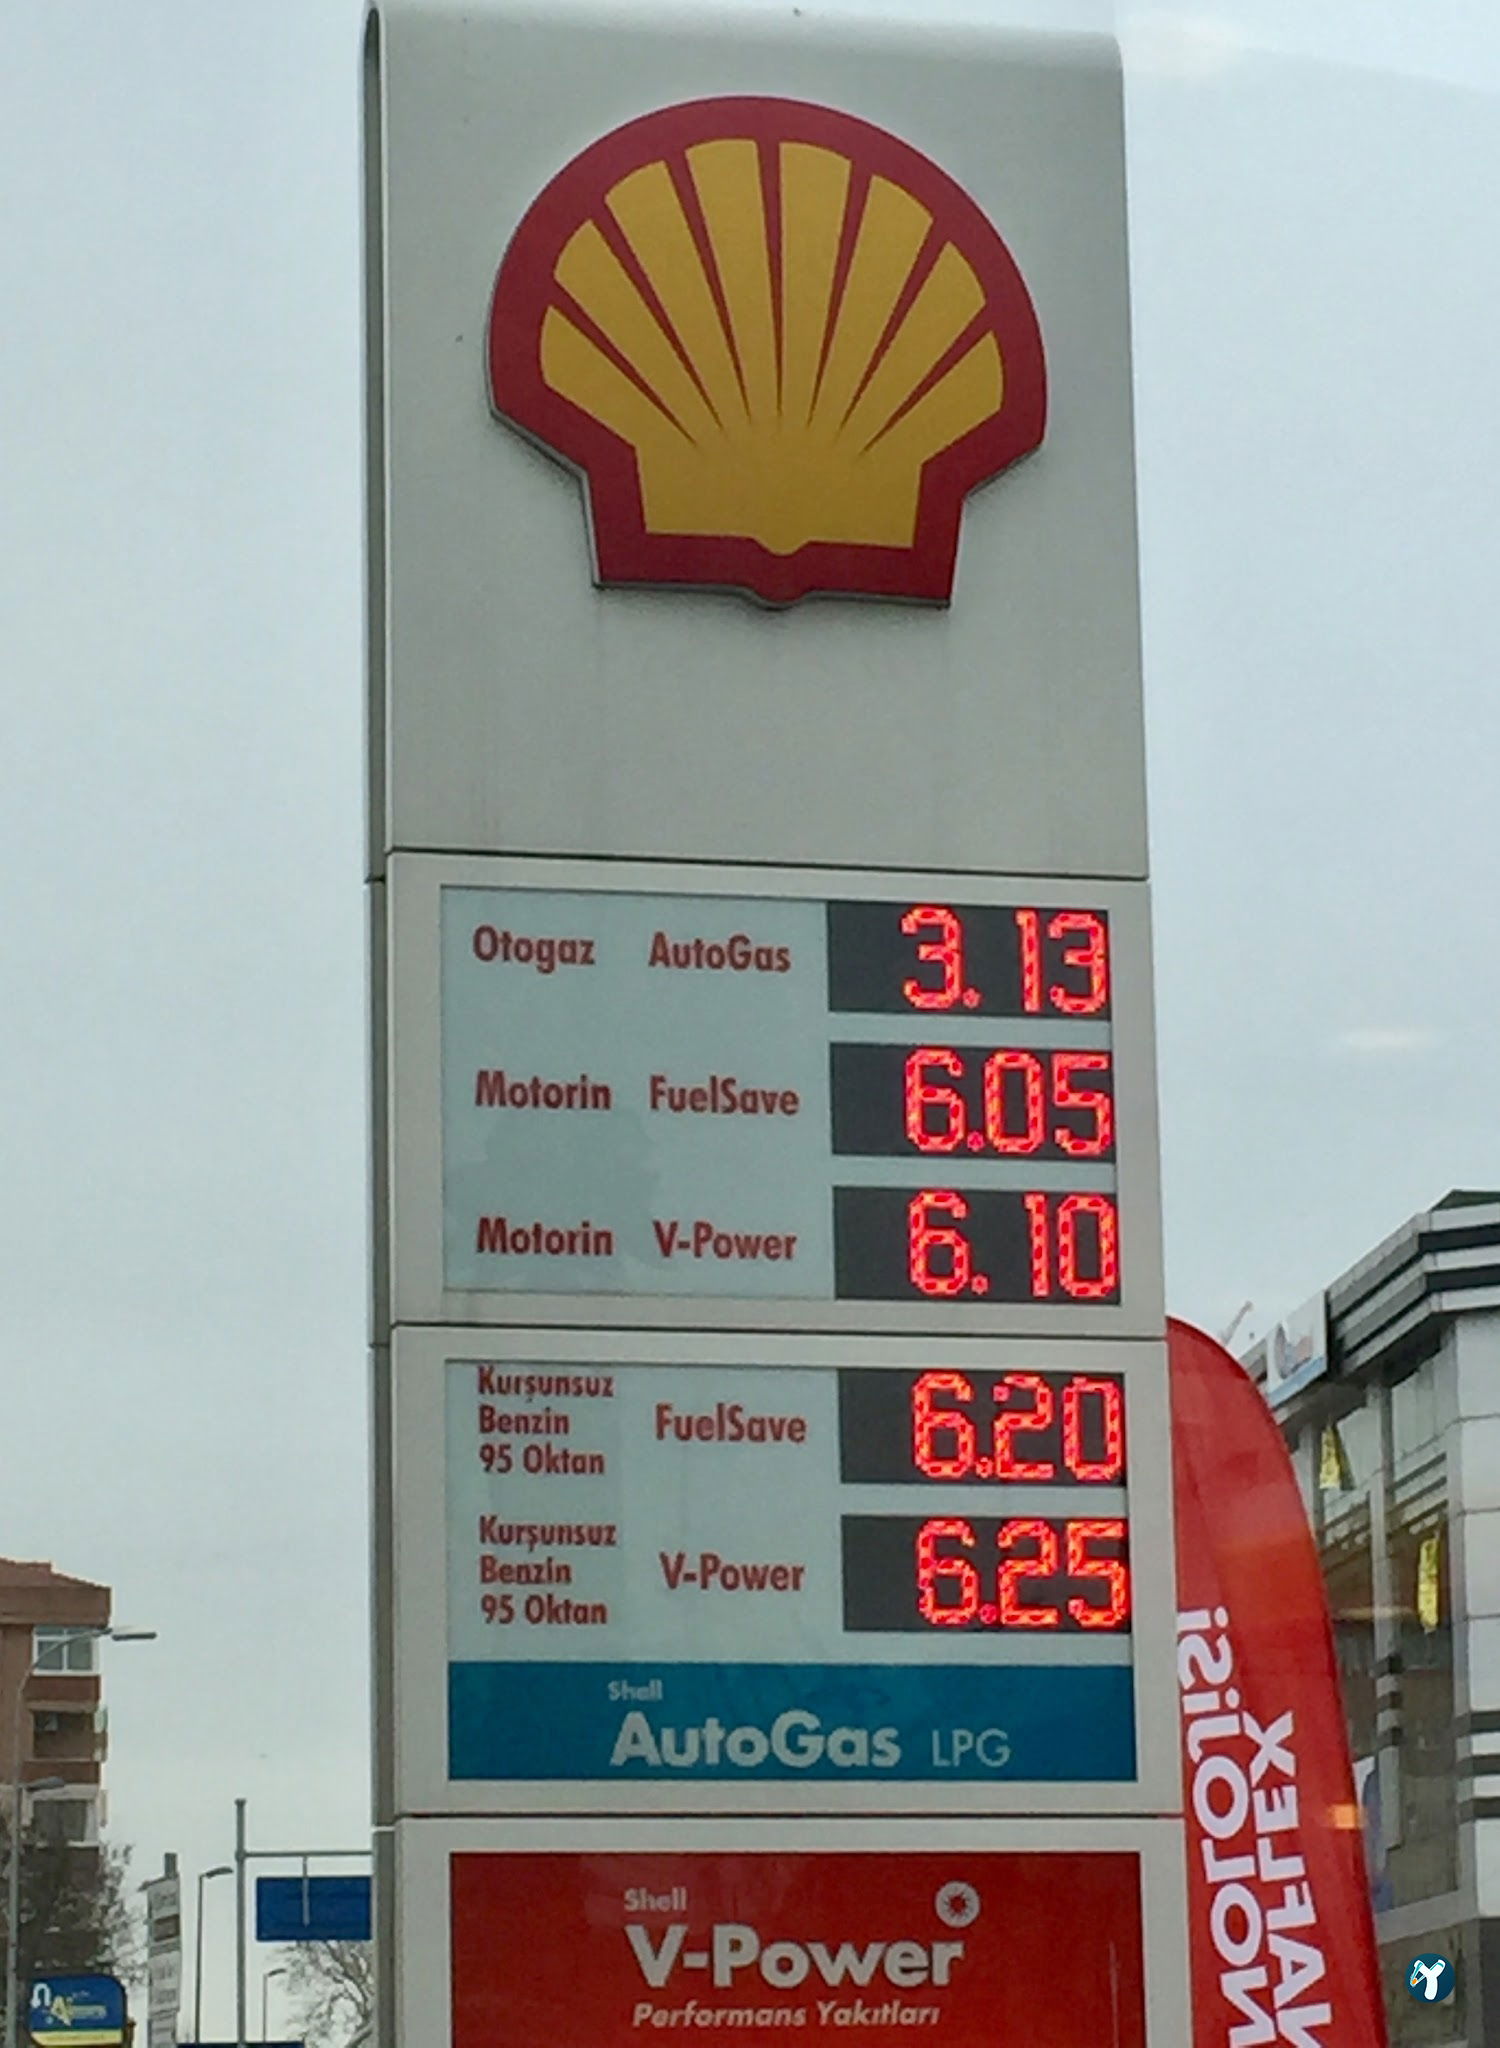 Otogaz AutoGas 3.13
Motorin FuelSave 6.05
Motorin V-Power 6.10
Kurşunsuz
Benzin
95 Oktan
FuelSave 6.20
Kurşunsuz
Benzin
95 Oktan
V-Power 6.25
Shell
AutoGas LPG
Shell
V-Power
Performans Yakıtları